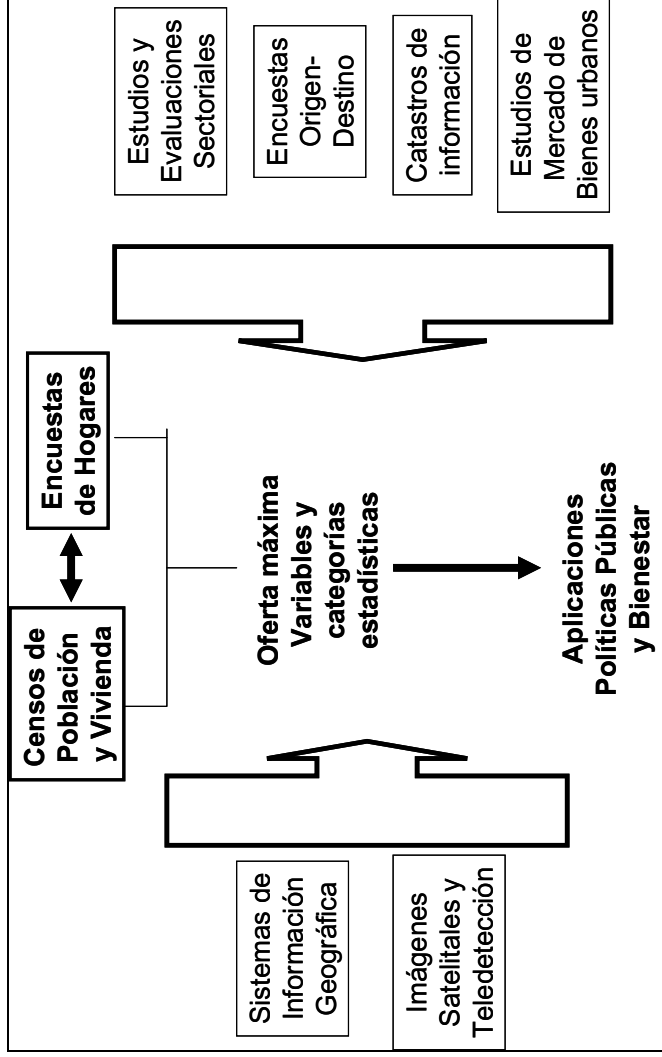 Censos de
Población
y Vivienda
Encuestas
de Hogares
Sistemas de
Información
Geográfica
Imágenes
Satelitales y
Teledetección
Oferta máxima
Variables y
categorías
estadísticas
Aplicaciones
Políticas Públicas
y Bienestar
Estudios y
Evaluaciones
Sectoriales
Encuestas
Origen-
Destino
Catastros de
información
Estudios de
Mercado de
Bienes urbanos